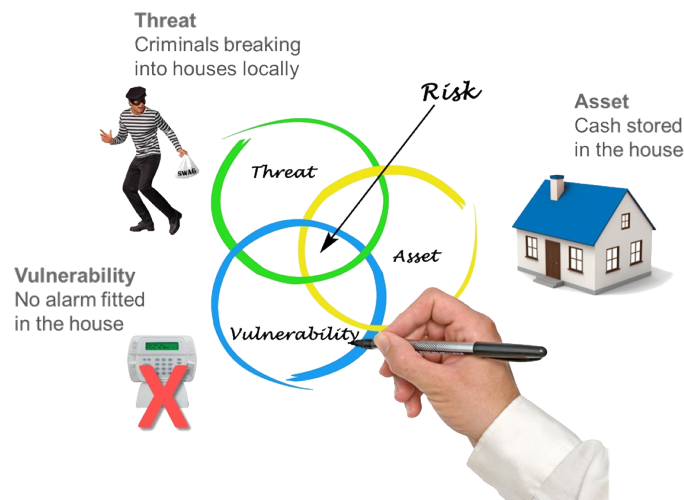 Threat
Criminals breaking
into houses locally
Risk
Asset
Cash stored
in the house
Threat
SWAG
Asset
Vulnerability
No alarm fitted
in the house
Vulnerability